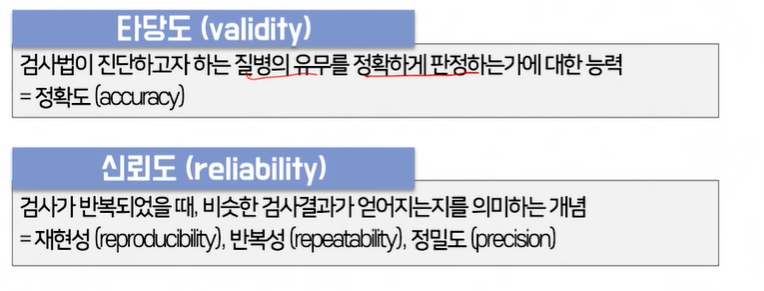 타당도 (validity)
검사법이 진단하고자 하는 질병의 유무를 정확하게 판정하는가에 대한 능력
= 정확도 (accuracy)
신뢰도 (reliability)
검사가 반복되었을 때, 비슷한 검사결과가 얻어지는지를 의미하는 개념
= 재현성 (reproducibility), 반복성 (repeatability), 정밀도 (precision)